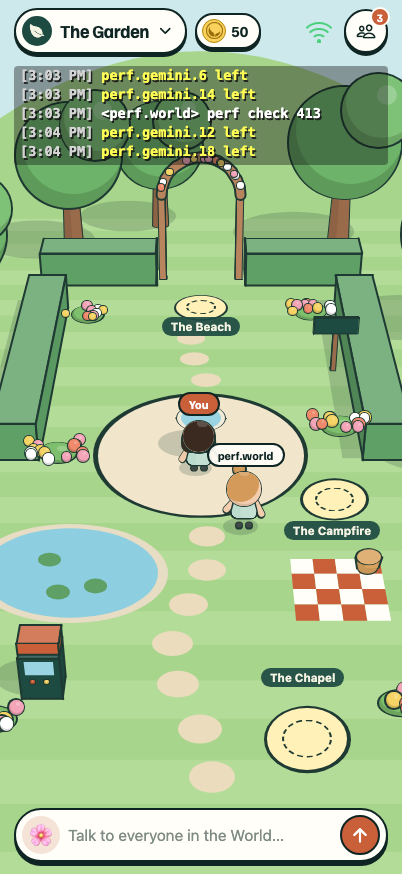 The Garden
50
3
[3:03 PM] perf.gemini.6 left
[3:03 PM] perf.gemini.14 left
[3:03 PM] <perf.world> perf check 413
[3:04 PM] perf.gemini.12 left
[3:04 PM] perf.gemini.18 left
The Beach
You
perf.world
The Campfire
The Chapel
Talk to everyone in the World...